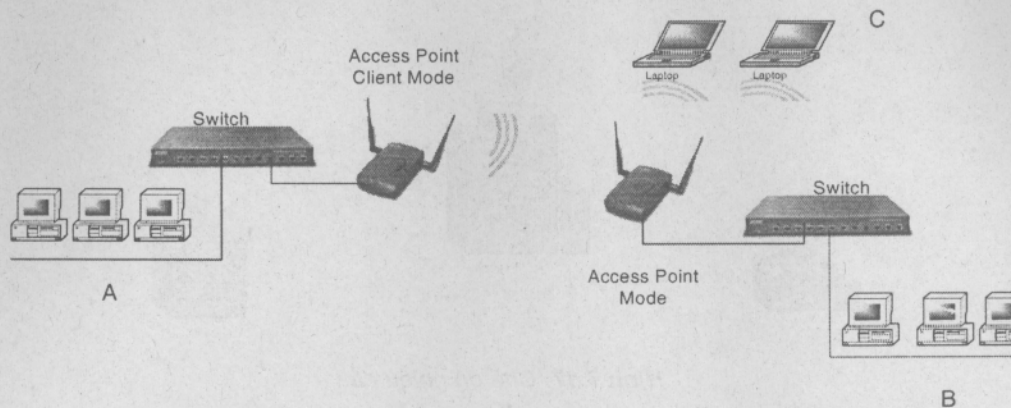 C
Access Point
Client Mode
Laptop
Laptop
Switch
Switch
Access Point
Mode
A
B